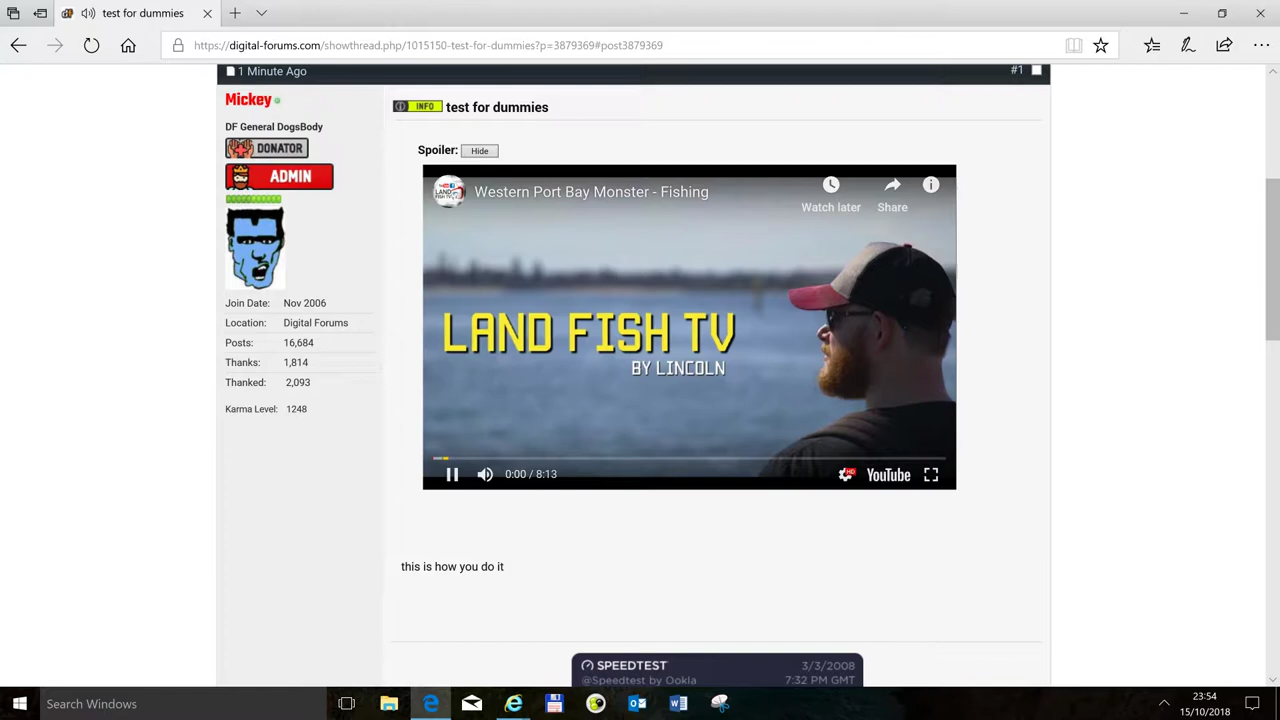 test for dummies
https://digital-forums.com/showthread.php/1015150-test-for-dummies?p=3879369#post3879369
1 Minute Ago
#1
Mickey
DF General DogsBody
DONATOR
ADMIN
Join Date: Nov 2006
Location: Digital Forums
Posts: 16,684
Thanks: 1,814
Thanked: 2,093
Karma Level: 1248
INFO test for dummies
Spoiler: Hide
Western Port Bay Monster - Fishing
Watch later
Share
LAND FISH TV
BY LINCOLN
0:00 / 8:13
HD
YouTube
this is how you do it
SPEEDTEST
3/3/2008
@Speedtest by Ookla
7:32 PM GMT
Search Windows
23:54
15/10/2018